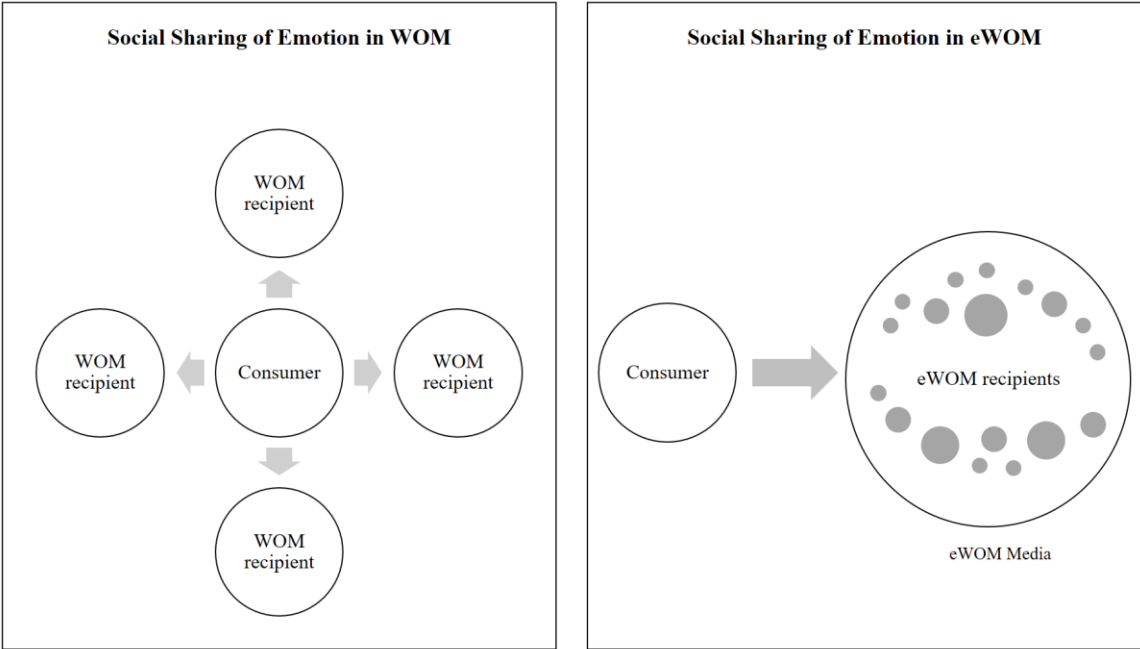 Social Sharing of Emotion in WOM
WOM
recipient
WOM
recipient
Consumer
WOM
recipient
WOM
recipient
Social Sharing of Emotion in eWOM
Consumer
eWOM recipients
eWOM Media